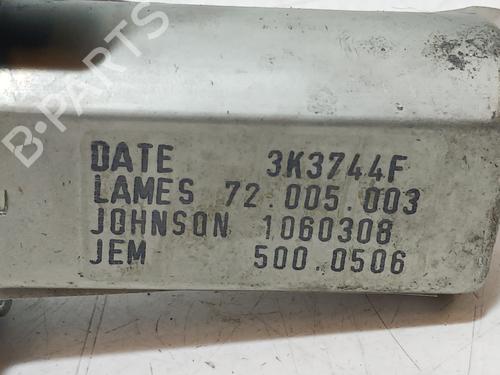 B-PARTS
DATE 3K3744F
LAMES 72.005.003
JOHNSON 1060308
JEM 500.0506